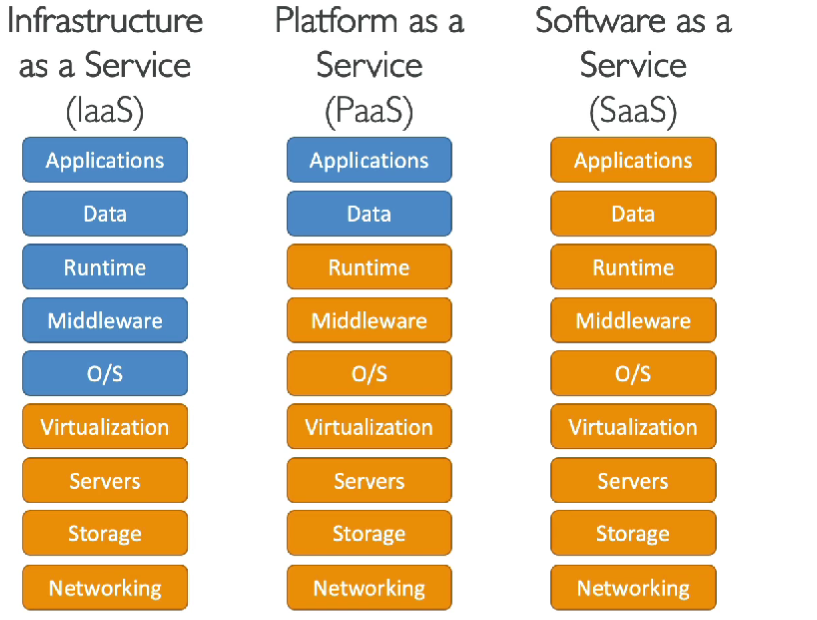 Infrastructure
as a Service
(IaaS)
Applications
Data
Runtime
Middleware
O/S
Virtualization
Servers
Storage
Networking
Platform as a
Service
(PaaS)
Applications
Data
Runtime
Middleware
O/S
Virtualization
Servers
Storage
Networking
Software as a
Service
(SaaS)
Applications
Data
Runtime
Middleware
O/S
Virtualization
Servers
Storage
Networking